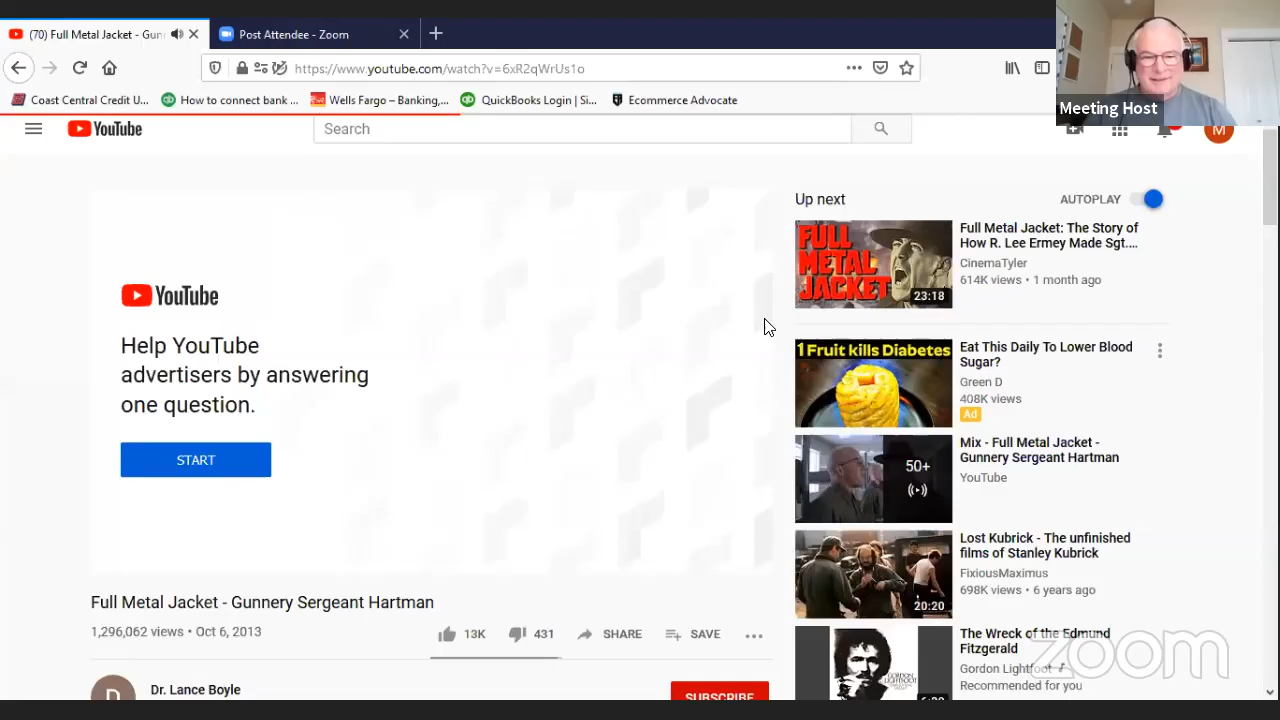 (70) Full Metal Jacket - Gun
Post Attendee - Zoom
https://www.youtube.com/watch?v=6xR2qWrUs1o
Coast Central Credit U...
How to connect bank ...
Wells Fargo – Banking,...
QuickBooks Login | Si...
Ecommerce Advocate
Meeting Host
YouTube
Search
M
YouTube
Help YouTube
advertisers by answering
one question.
START
Full Metal Jacket - Gunnery Sergeant Hartman
1,296,062 views • Oct 6, 2013
13K
431
SHARE
SAVE
D
Dr. Lance Boyle
SUBSCRIBE
Up next
AUTOPLAY
FULL
METAL
JACKET
23:18
Full Metal Jacket: The Story of
How R. Lee Ermey Made Sgt....
CinemaTyler
614K views • 1 month ago
1 Fruit kills Diabetes
Eat This Daily To Lower Blood
Sugar?
Green D
408K views
Ad
50+
Mix - Full Metal Jacket -
Gunnery Sergeant Hartman
YouTube
20:20
Lost Kubrick - The unfinished
films of Stanley Kubrick
FixiousMaximus
698K views • 6 years ago
GORDON
LIGHTFOOT
The Wreck of the Edmund
Fitzgerald
Gordon Lightfoot
Recommended for you
zoom